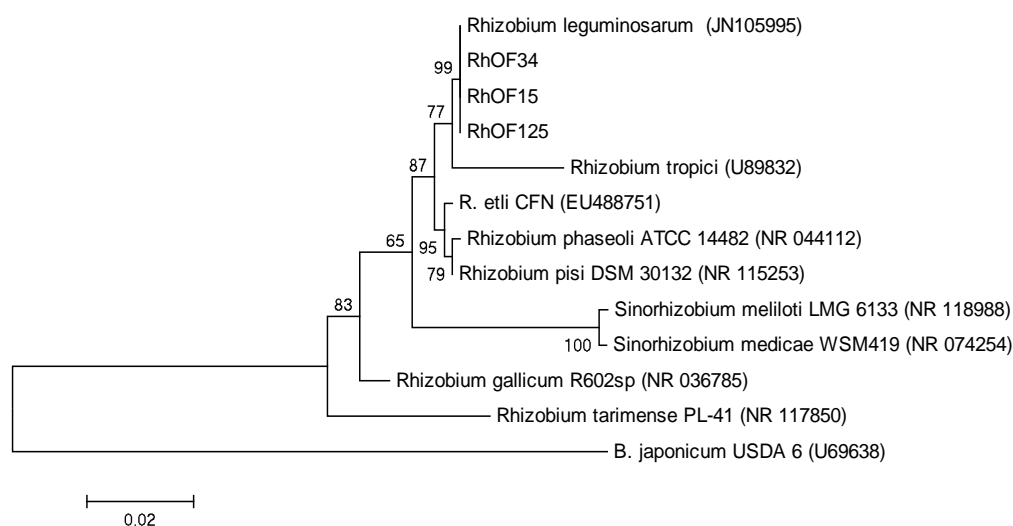 Rhizobium leguminosarum (JN105995)
RhOF34
99
RhOF15
77
RhOF125
87
Rhizobium tropici (U89832)
R. etli CFN (EU488751)
65
95
Rhizobium phaseoli ATCC 14482 (NR 044112)
79
Rhizobium pisi DSM 30132 (NR 115253)
83
Sinorhizobium meliloti LMG 6133 (NR 118988)
100
Sinorhizobium medicae WSM419 (NR 074254)
Rhizobium gallicum R602sp (NR 036785)
Rhizobium tarimense PL-41 (NR 117850)
B. japonicum USDA 6 (U69638)
0.02